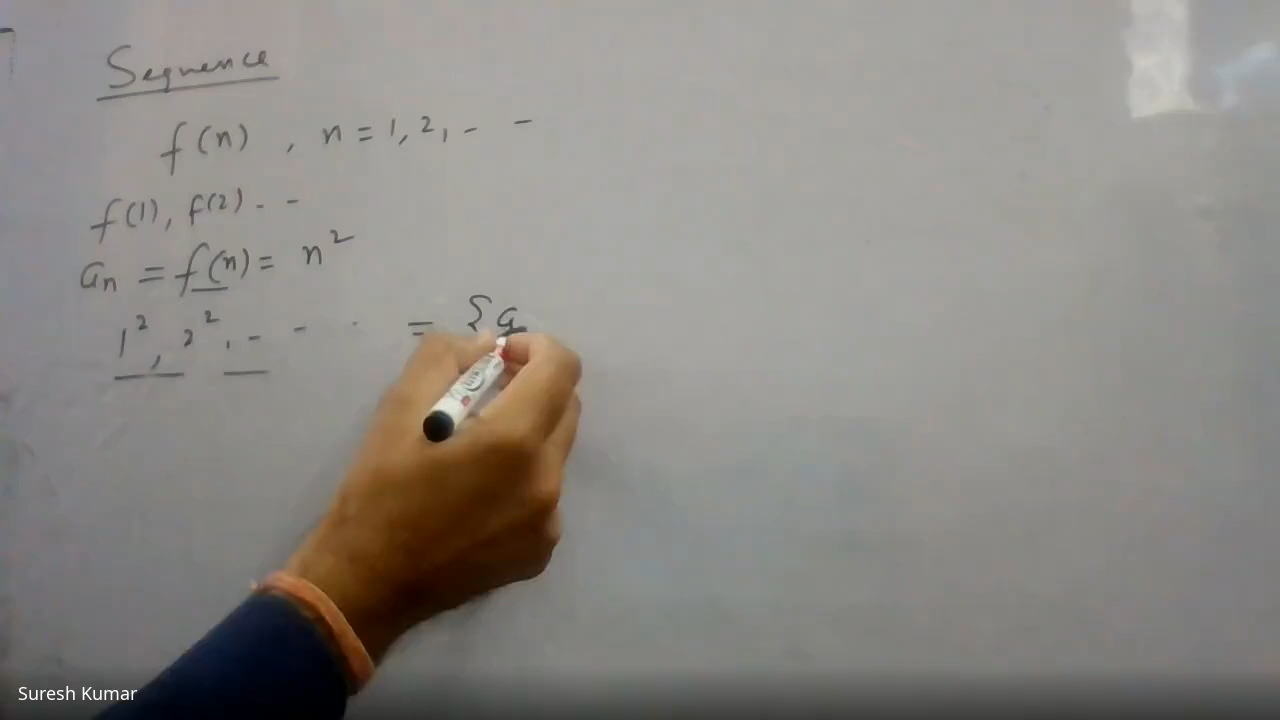 Sequence
f(n) , n = 1, 2, - -
f(1), f(2) - -
an = f(n) = n²
1², 2², - - · = {a
Suresh Kumar